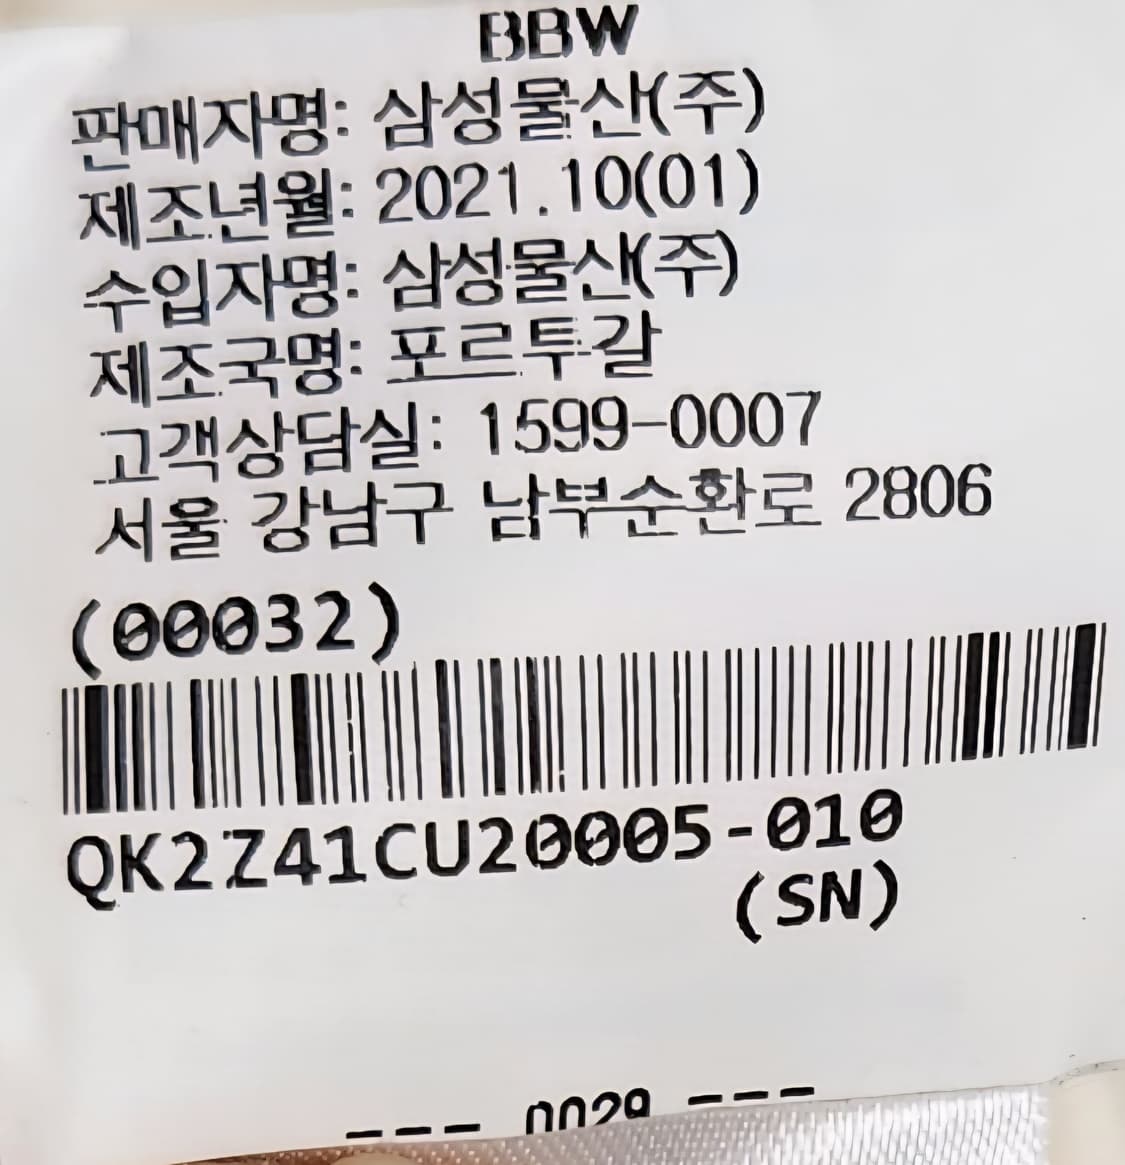 BBW
판매자명: 삼성물산(주)
제조년월: 2021.10(01)
수입자명: 삼성물산(주)
제조국명: 포르투갈
고객상담실: 1599-0007
서울 강남구 남부순환로 2806
(00032)
QK2Z41CU20005-010
(SN)
--- 0029 ---